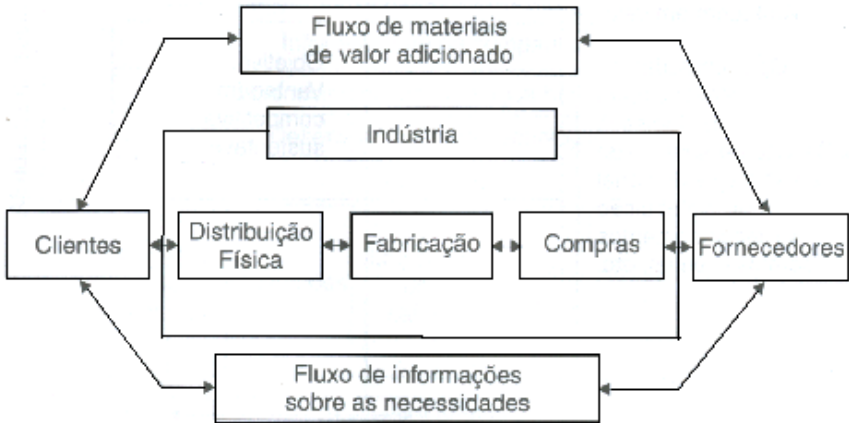 Fluxo de materiais
de valor adicionado
Indústria
Clientes
Distribuição
Física
Fabricação
Compras
Fornecedores
Fluxo de informações
sobre as necessidades